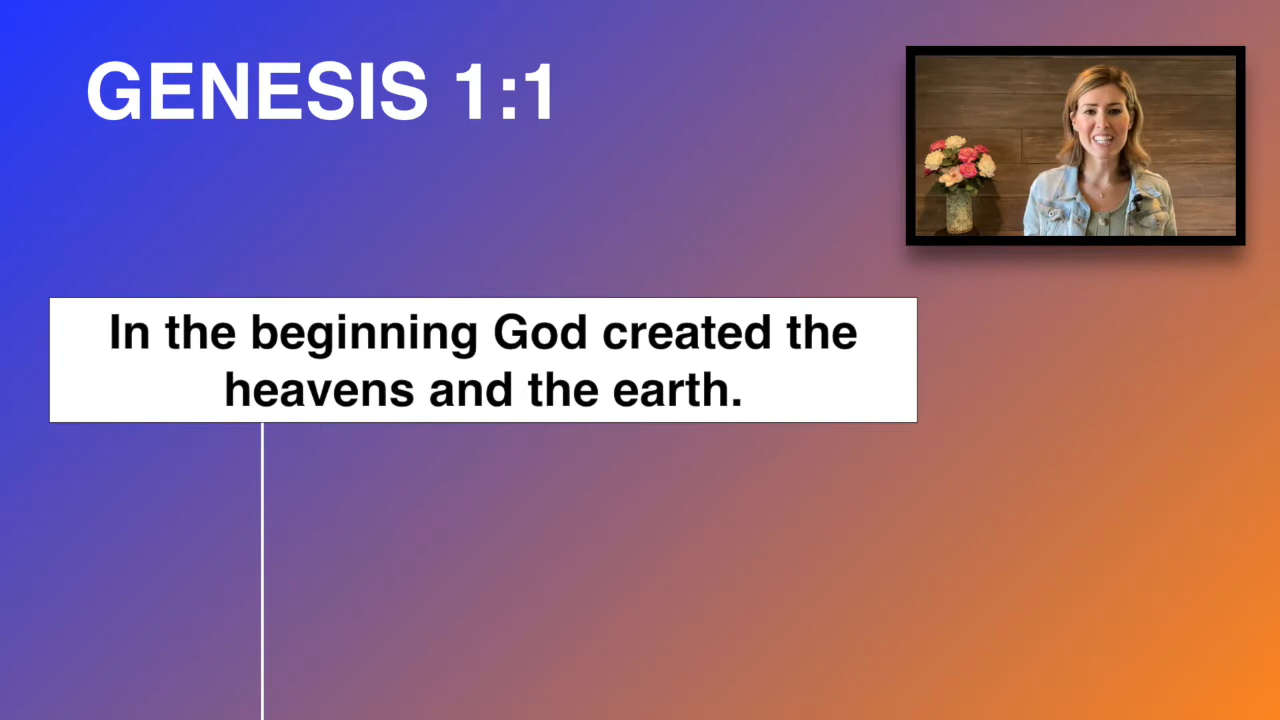 GENESIS 1:1
In the beginning God created the
heavens and the earth.